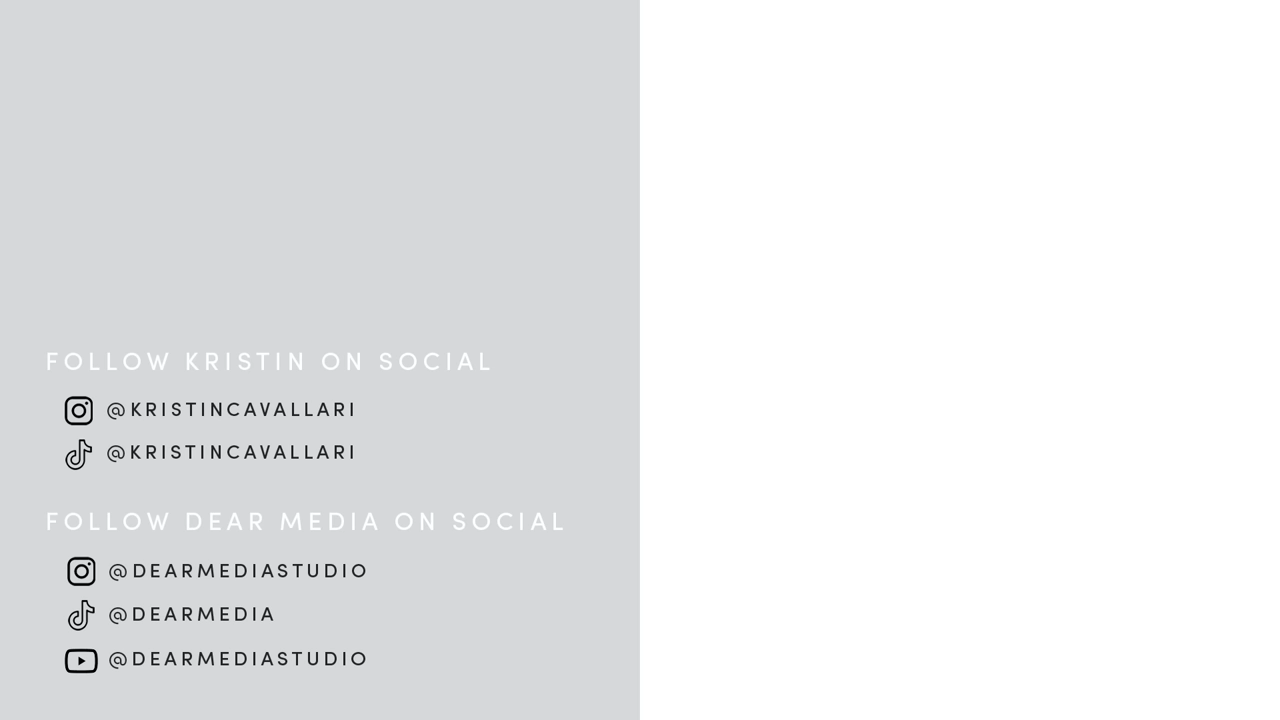 FOLLOW KRISTIN ON SOCIAL
@KRISTINCAVALLARI
@KRISTINCAVALLARI
FOLLOW DEAR MEDIA ON SOCIAL
@DEARMEDIASTUDIO
@DEARMEDIA
@DEARMEDIASTUDIO